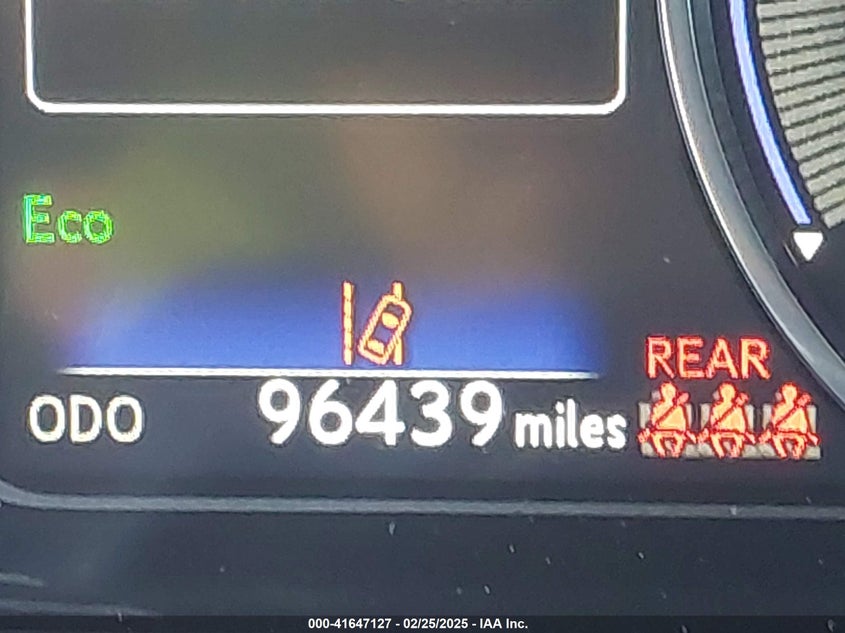 Eco
REAR
ODO 96439 miles
000-41647127 - 02/25/2025 - IAA Inc.